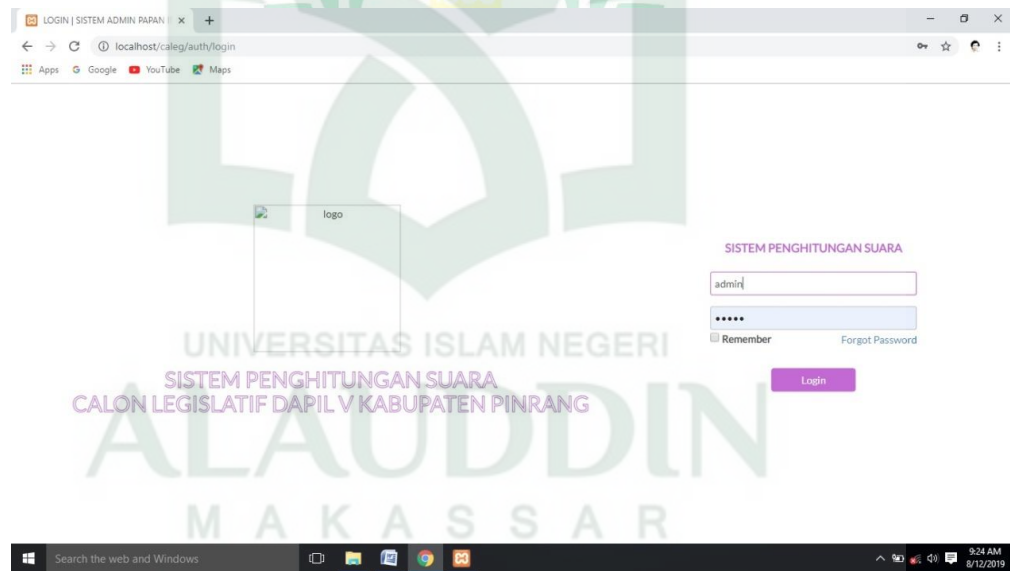 LOGIN | SISTEM ADMIN PAPAN
localhost/caleg/auth/login
Apps Google YouTube Maps
logo
SISTEM PENGHITUNGAN SUARA
admin
Remember Forgot Password
Login
UNIVERSITAS ISLAM NEGERI
SISTEM PENGHITUNGAN SUARA
CALON LEGISLATIF DAPIL V KABUPATEN PINRANG
ALAUDDIN
MAKASSAR
Search the web and Windows
9:24 AM
8/12/2019